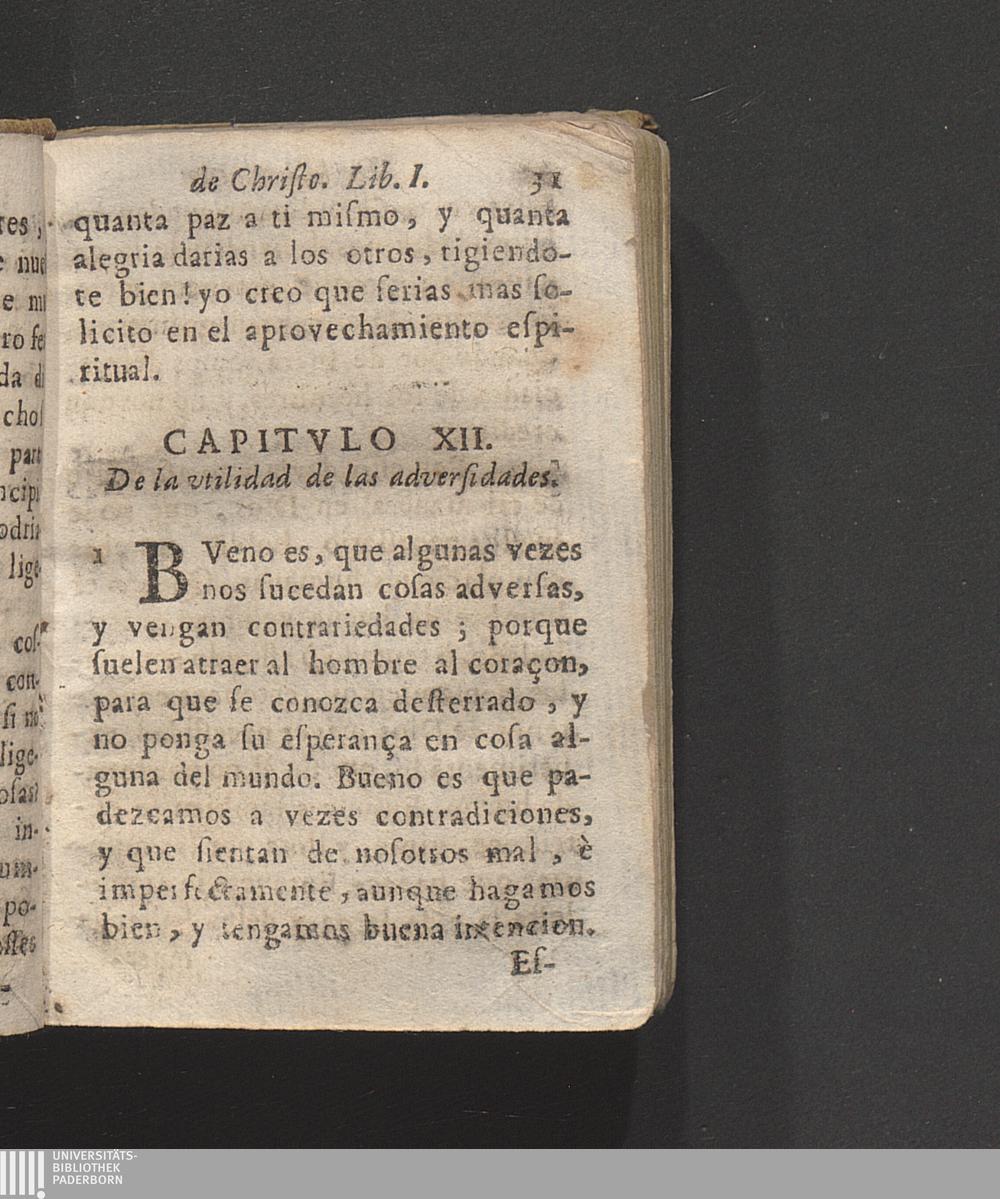 de Chriſto. Lib. I. 31
quanta paz a ti miſmo, y quanta
alegria darias a los otros, rigiendo-
te bien! yo creo que ſerias mas ſo-
licito en el aprovechamiento eſpi-
ritual.
CAPITVLO XII.
De la vtilidad de las adverſidades.
1 BVeno es, que algunas vezes
nos ſucedan coſas adverſas,
y vengan contrariedades ; porque
ſuelen atraer al hombre al coraçon,
para que ſe conozca deſterrado, y
no ponga ſu eſperança en coſa al-
guna del mundo. Bueno es que pa-
dezcamos a vezes contradiciones,
y que ſientan de noſotros mal, è
imperfectamente, aunque hagamos
bien, y tengamos buena intencion.
Eſ-
UNIVERSITÄTS-
BIBLIOTHEK
PADERBORN